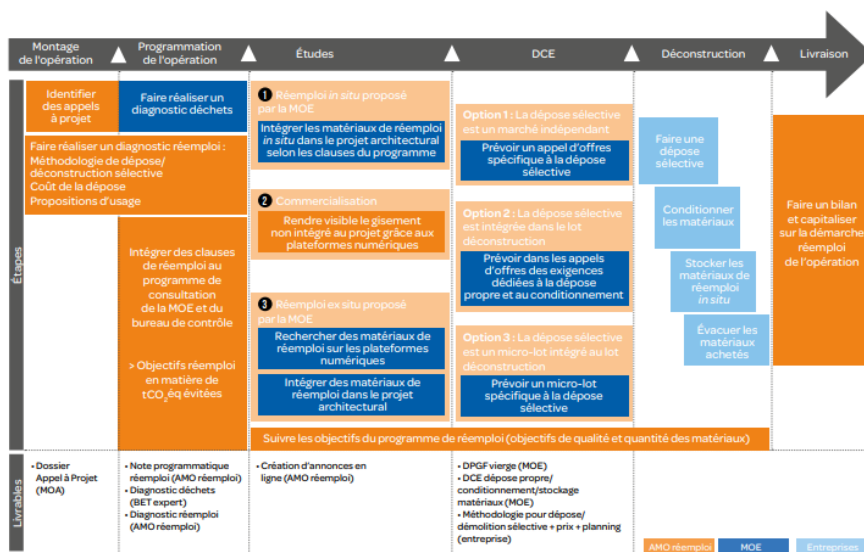 Montage
de l'opération
Programmation
de l'opération
Études
DCE
Déconstruction
Livraison
Étapes
Identifier
des appels
à projet
Faire réaliser un
diagnostic déchets
Faire réaliser un diagnostic réemploi :
Méthodologie de dépose/
déconstruction sélective
Coût de la dépose
Propositions d'usage
Intégrer des clauses
de réemploi au
programme de
consultation
de la MOE et du
bureau de contrôle
> Objectifs réemploi
en matière de
tCO2éq évitées
1 Réemploi in situ proposé
par la MOE
Intégrer les matériaux de réemploi
in situ dans le projet architectural
selon les clauses du programme
2 Commercialisation
Rendre visible le gisement
non intégré au projet grâce aux
plateformes numériques
3 Réemploi ex situ proposé
par la MOE
Rechercher des matériaux de
réemploi sur les plateformes
numériques
Intégrer des matériaux de
réemploi dans le projet
architectural
Option 1 : La dépose sélective
est un marché indépendant
Prévoir un appel d'offres
spécifique à la dépose
sélective
Option 2 : La dépose sélective
est intégrée dans le lot
déconstruction
Prévoir dans les appels
d'offres des exigences
dédiées à la dépose
propre et au conditionnement
Option 3 : La dépose sélective
est un micro-lot intégré au lot
déconstruction
Prévoir un micro-lot
spécifique à la dépose
sélective
Faire une
dépose
sélective
Conditionner
les matériaux
Stocker les
matériaux de
réemploi
in situ
Évacuer les
matériaux
achetés
Faire un bilan
et capitaliser
sur la démarche
réemploi
de l'opération
Suivre les objectifs du programme de réemploi (objectifs de qualité et quantité des matériaux)
Livrables
• Dossier
Appel à Projet
(MOA)
• Note programmatique
réemploi (AMO réemploi)
• Diagnostic déchets
(BET expert)
• Diagnostic réemploi
(AMO réemploi)
• Création d'annonces en
ligne (AMO réemploi)
• DPGF vierge (MOE)
• DCE dépose propre/
conditionnement/stockage
matériaux (MOE)
• Méthodologie pour dépose/
démolition sélective + prix + planning
(entreprise)
AMO réemploi
MOE
Entreprises